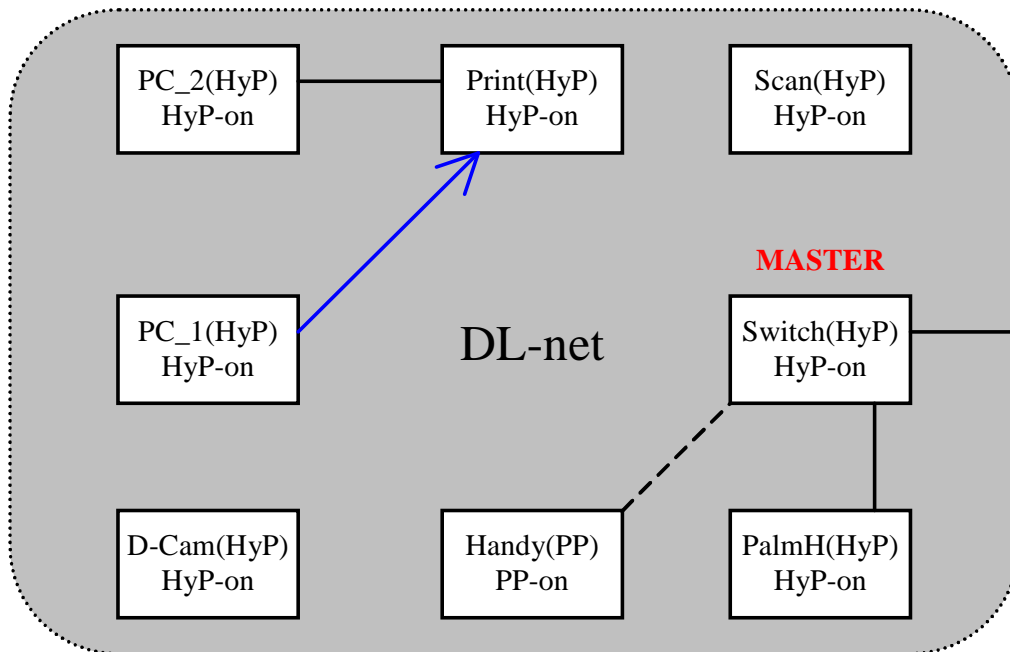 PC_2(HyP)
HyP-on
Print(HyP)
HyP-on
Scan(HyP)
HyP-on
MASTER
PC_1(HyP)
HyP-on
DL-net
Switch(HyP)
HyP-on
D-Cam(HyP)
HyP-on
Handy(PP)
PP-on
PalmH(HyP)
HyP-on